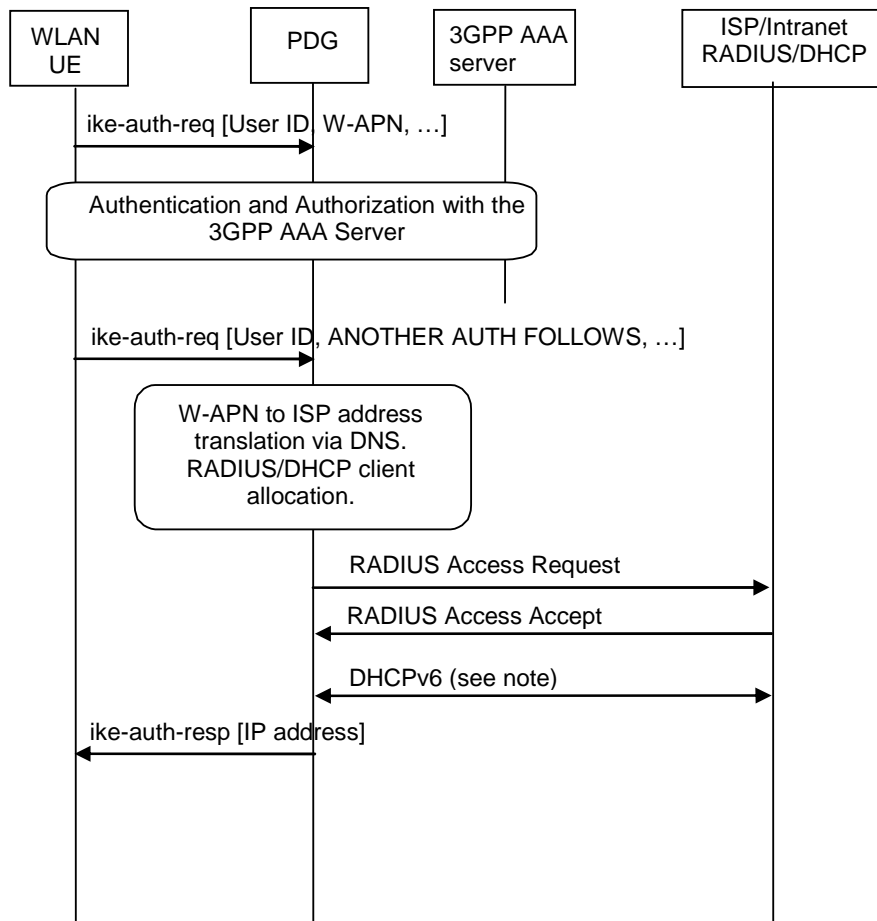 WLAN
UE
PDG
3GPP AAA
server
ISP/Intranet
RADIUS/DHCP
ike-auth-req [User ID, W-APN, …]
Authentication and Authorization with the
3GPP AAA Server
ike-auth-req [User ID, ANOTHER AUTH FOLLOWS, …]
W-APN to ISP address
translation via DNS.
RADIUS/DHCP client
allocation.
RADIUS Access Request
RADIUS Access Accept
DHCPv6 (see note)
ike-auth-resp [IP address]